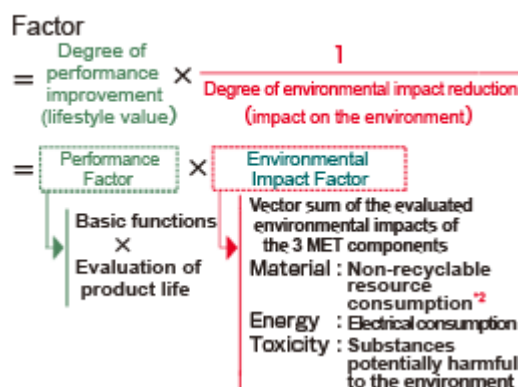 Factor
= Degree of performance improvement (lifestyle value) × 1 / Degree of environmental impact reduction (impact on the environment)
= Performance Factor × Environmental Impact Factor
Basic functions
×
Evaluation of
product life
Vector sum of the evaluated
environmental impacts of
the 3 MET components
Material : Non-recyclable
resource
consumption*2
Energy : Electrical consumption
Toxicity : Substances
potentially harmful
to the environment